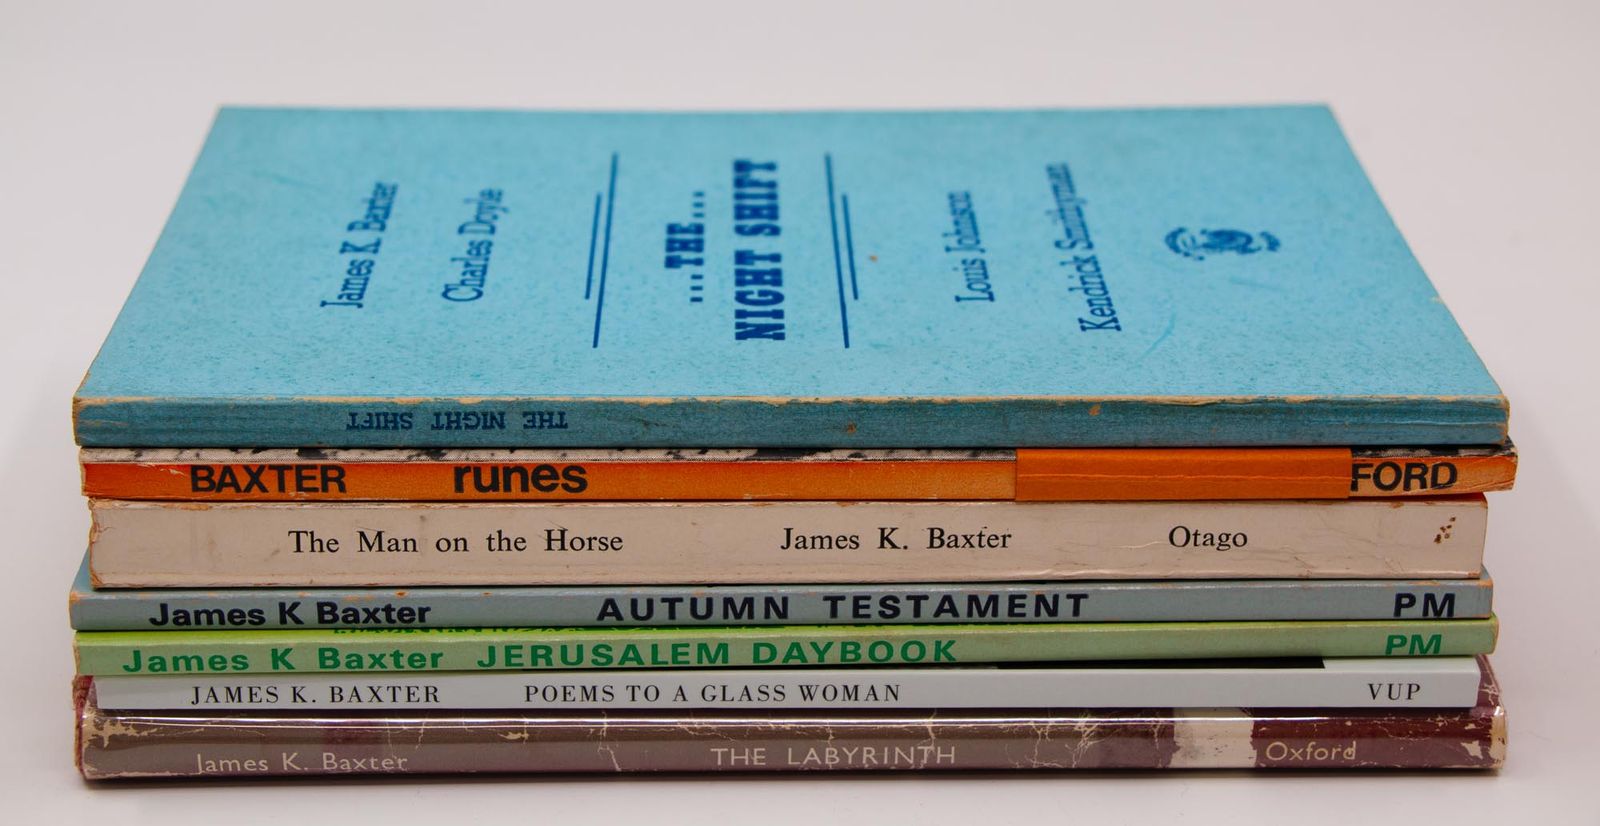 James K Baxter
Charles Doyle
...THE...
NIGHT SHIFT
Louis Johnson
Kendrick Smithyman
THE NIGHT SHIFT
BAXTER runes FORD
The Man on the Horse James K. Baxter Otago
James K Baxter AUTUMN TESTAMENT PM
James K Baxter JERUSALEM DAYBOOK PM
JAMES K. BAXTER POEMS TO A GLASS WOMAN VUP
James K. Baxter THE LABYRINTH Oxford